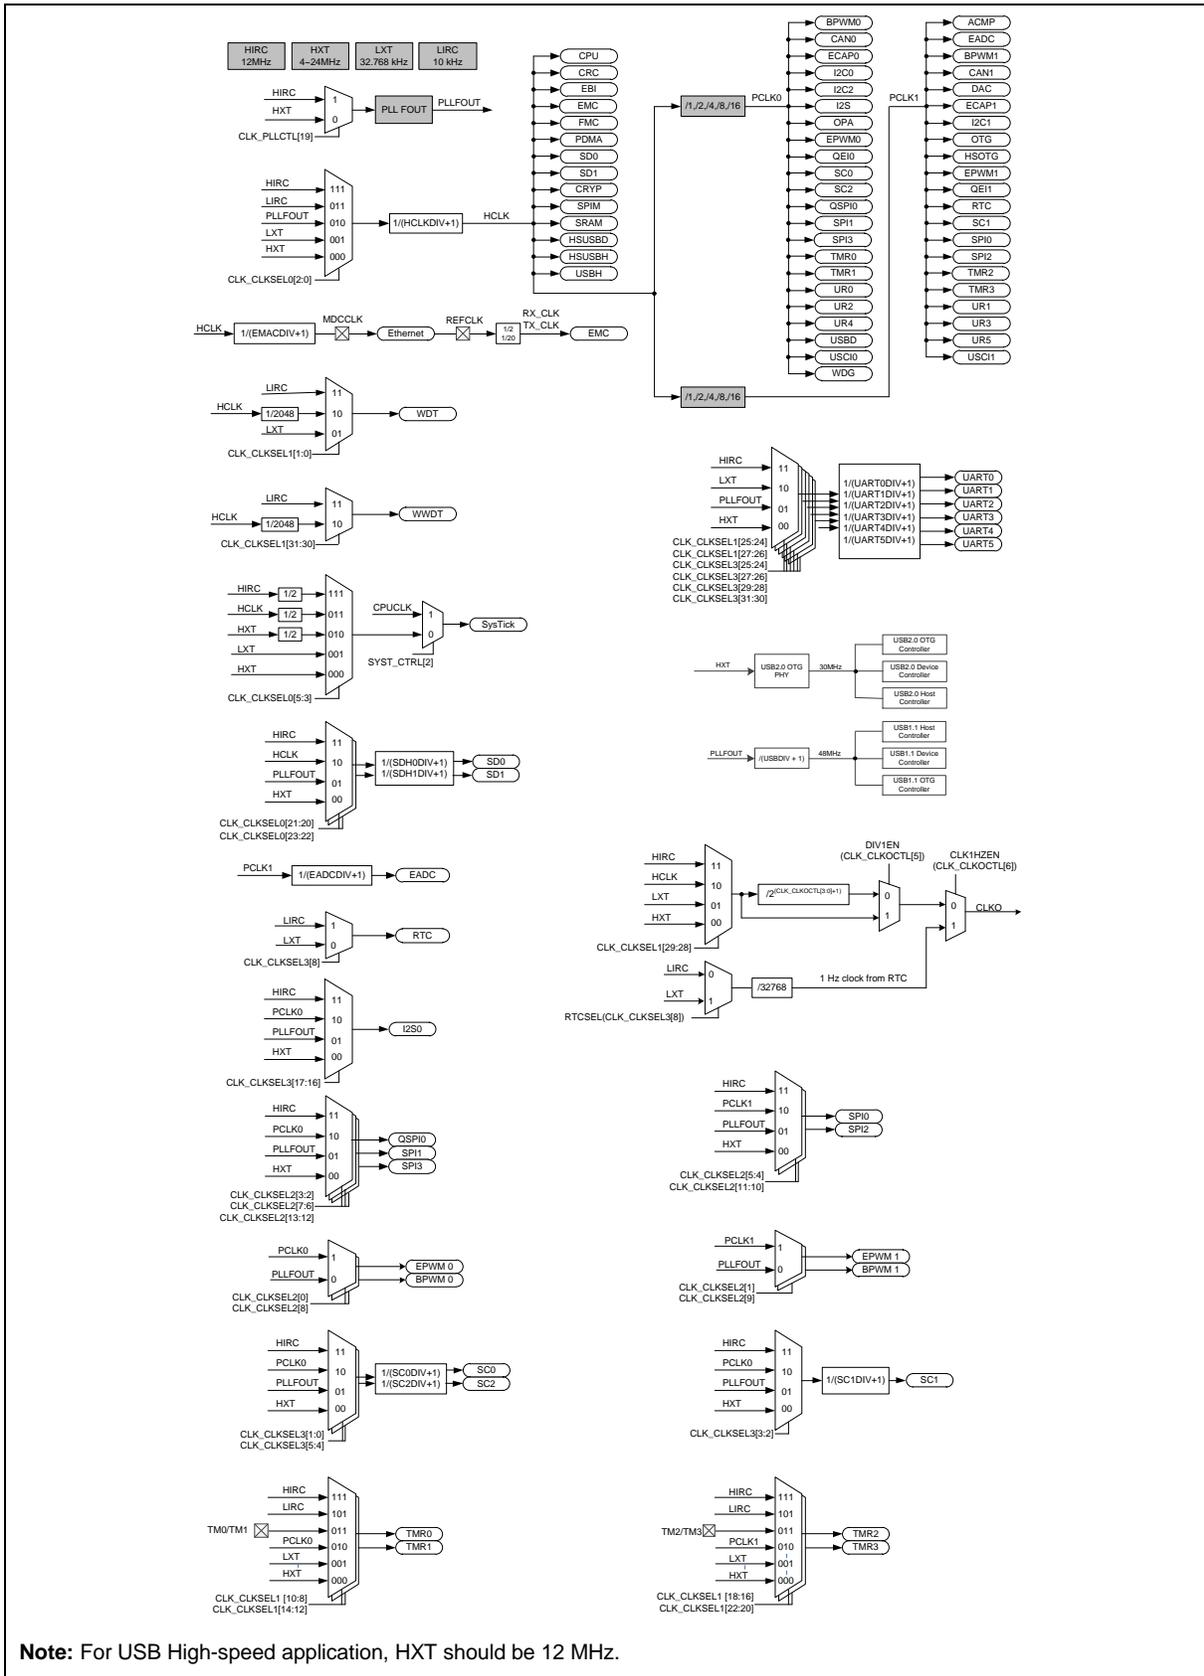 HIRC
12MHz
HXT
4~24MHz
LXT
32.768 kHz
LIRC
10 kHz
HIRC
HXT
1
0
PLL FOUT
PLLFOUT
CLK_PLLCTL[19]
HIRC
LIRC
PLLFOUT
LXT
HXT
111
011
010
001
000
1/(HCLKDIV+1)
HCLK
CLK_CLKSEL0[2:0]
CPU
CRC
EBI
EMC
FMC
PDMA
SD0
SD1
CRYP
SPIM
SRAM
HSUSBD
HSUSBH
USBH
/1,/2,/4,/8,/16
PCLK0
BPWM0
CAN0
ECAP0
I2C0
I2C2
I2S
OPA
EPWM0
QEI0
SC0
SC2
QSPI0
SPI1
SPI3
TMR0
TMR1
UR0
UR2
UR4
USBD
USCI0
WDG
/1,/2,/4,/8,/16
PCLK1
ACMP
EADC
BPWM1
CAN1
DAC
ECAP1
I2C1
OTG
HSOTG
EPWM1
QEI1
RTC
SC1
SPI0
SPI2
TMR2
TMR3
UR1
UR3
UR5
USCI1
HCLK
1/(EMACDIV+1)
MDCCLK
Ethernet
REFCLK
1/2
1/20
RX_CLK
TX_CLK
EMC
LIRC
HCLK
1/2048
LXT
11
10
01
WDT
CLK_CLKSEL1[1:0]
LIRC
HCLK
1/2048
11
10
WWDT
CLK_CLKSEL1[31:30]
HIRC
LXT
PLLFOUT
HXT
11
10
01
00
1/(UART0DIV+1)
1/(UART1DIV+1)
1/(UART2DIV+1)
1/(UART3DIV+1)
1/(UART4DIV+1)
1/(UART5DIV+1)
UART0
UART1
UART2
UART3
UART4
UART5
CLK_CLKSEL1[25:24]
CLK_CLKSEL1[27:26]
CLK_CLKSEL3[25:24]
CLK_CLKSEL3[27:26]
CLK_CLKSEL3[29:28]
CLK_CLKSEL3[31:30]
HIRC
1/2
HCLK
1/2
HXT
1/2
LXT
HXT
111
011
010
001
000
CPUCLK
1
0
SysTick
SYST_CTRL[2]
CLK_CLKSEL0[5:3]
HXT
USB2.0 OTG
PHY
30MHz
USB2.0 OTG
Controller
USB2.0 Device
Controller
USB2.0 Host
Controller
PLLFOUT
/(USBDIV + 1)
48MHz
USB1.1 Host
Controller
USB1.1 Device
Controller
USB1.1 OTG
Controller
HIRC
HCLK
PLLFOUT
HXT
11
10
01
00
1/(SDH0DIV+1)
1/(SDH1DIV+1)
SD0
SD1
CLK_CLKSEL0[21:20]
CLK_CLKSEL0[23:22]
PCLK1
1/(EADCDIV+1)
EADC
HIRC
HCLK
LXT
HXT
11
10
01
00
CLK_CLKSEL1[29:28]
/2(CLK_CLKOCTL[3:0]+1)
DIV1EN
(CLK_CLKOCTL[5])
0
1
CLK1HZEN
(CLK_CLKOCTL[6])
0
1
CLKO
LIRC
LXT
0
1
/32768
1 Hz clock from RTC
RTCSEL(CLK_CLKSEL3[8])
LIRC
LXT
1
0
RTC
CLK_CLKSEL3[8]
HIRC
PCLK0
PLLFOUT
HXT
11
10
01
00
I2S0
CLK_CLKSEL3[17:16]
HIRC
PCLK0
PLLFOUT
HXT
11
10
01
00
QSPI0
SPI1
SPI3
CLK_CLKSEL2[3:2]
CLK_CLKSEL2[7:6]
CLK_CLKSEL2[13:12]
HIRC
PCLK1
PLLFOUT
HXT
11
10
01
00
SPI0
SPI2
CLK_CLKSEL2[5:4]
CLK_CLKSEL2[11:10]
PCLK0
PLLFOUT
1
0
EPWM 0
BPWM 0
CLK_CLKSEL2[0]
CLK_CLKSEL2[8]
PCLK1
PLLFOUT
1
0
EPWM 1
BPWM 1
CLK_CLKSEL2[1]
CLK_CLKSEL2[9]
HIRC
PCLK0
PLLFOUT
HXT
11
10
01
00
1/(SC0DIV+1)
1/(SC2DIV+1)
SC0
SC2
CLK_CLKSEL3[1:0]
CLK_CLKSEL3[5:4]
HIRC
PCLK0
PLLFOUT
HXT
11
10
01
00
1/(SC1DIV+1)
SC1
CLK_CLKSEL3[3:2]
HIRC
LIRC
TM0/TM1
PCLK0
LXT
HXT
111
101
011
010
001
000
TMR0
TMR1
CLK_CLKSEL1 [10:8]
CLK_CLKSEL1[14:12]
HIRC
LIRC
TM2/TM3
PCLK1
LXT
HXT
111
101
011
010
001
000
TMR2
TMR3
CLK_CLKSEL1 [18:16]
CLK_CLKSEL1[22:20]
Note: For USB High-speed application, HXT should be 12 MHz.